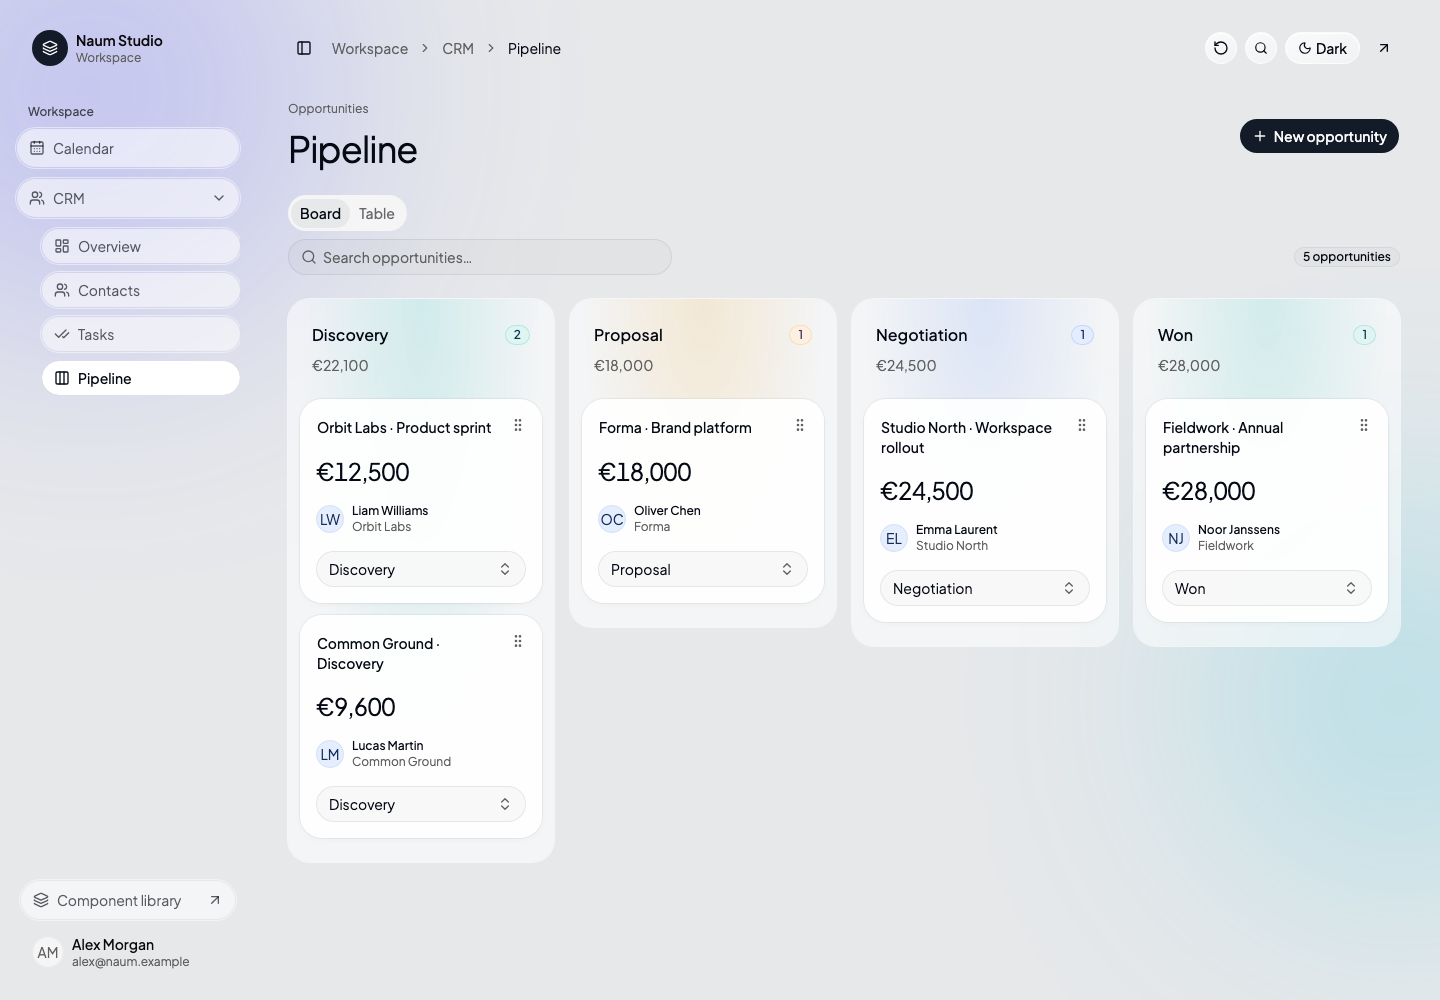 Naum Studio
Workspace
Workspace
Calendar
CRM
Overview
Contacts
Tasks
Pipeline
Component library
AM
Alex Morgan
alex@naum.example
Workspace > CRM > Pipeline
Dark
Opportunities
Pipeline
New opportunity
Board
Table
Search opportunities…
5 opportunities
Discovery
2
€22,100
Orbit Labs · Product sprint
€12,500
LW
Liam Williams
Orbit Labs
Discovery
Common Ground ·
Discovery
€9,600
LM
Lucas Martin
Common Ground
Discovery
Proposal
1
€18,000
Forma · Brand platform
€18,000
OC
Oliver Chen
Forma
Proposal
Negotiation
1
€24,500
Studio North · Workspace
rollout
€24,500
EL
Emma Laurent
Studio North
Negotiation
Won
1
€28,000
Fieldwork · Annual
partnership
€28,000
NJ
Noor Janssens
Fieldwork
Won